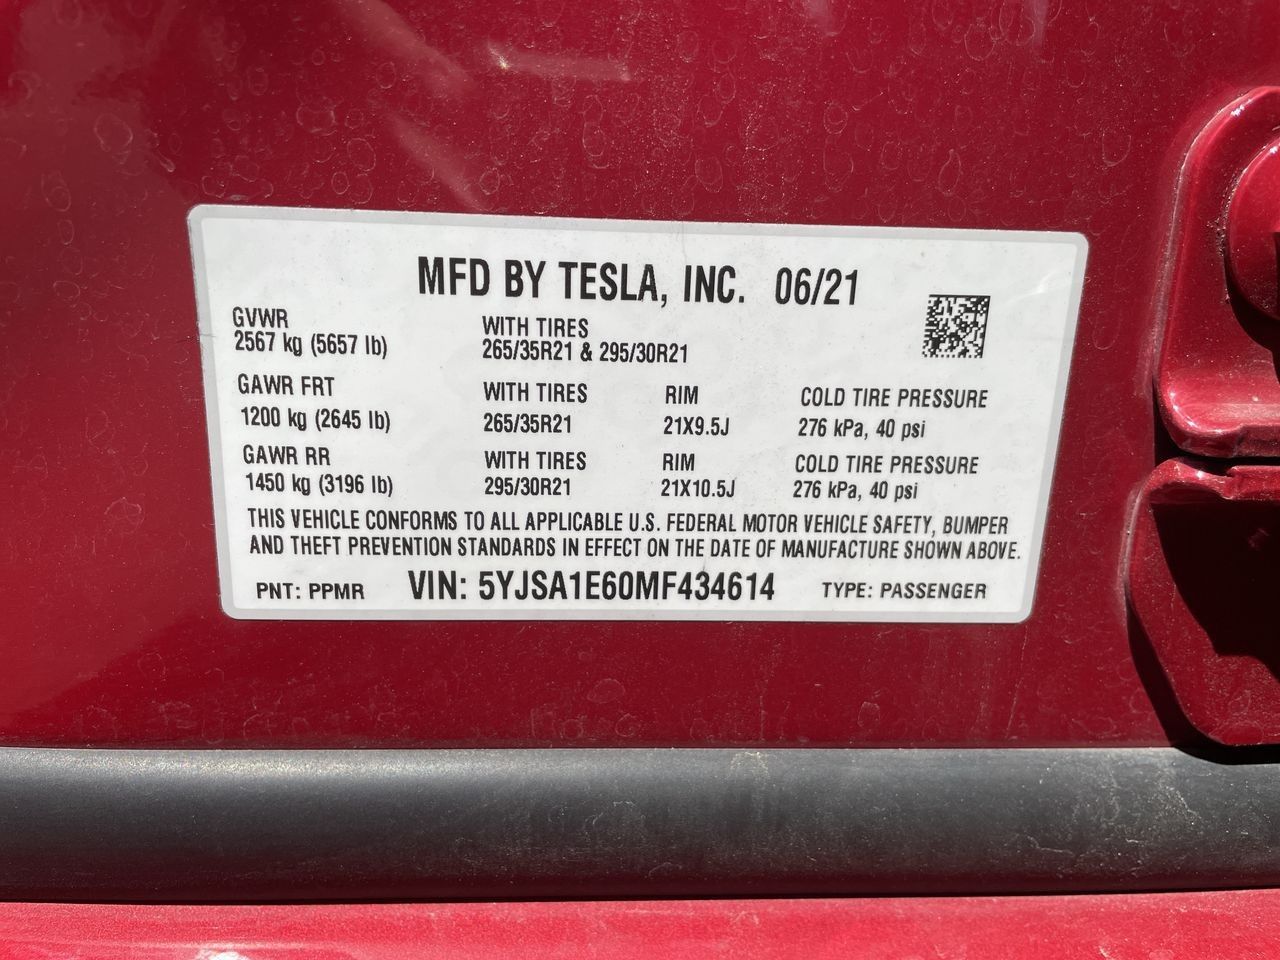 MFD BY TESLA, INC. 06/21
GVWR
2567 kg (5657 lb)
WITH TIRES
265/35R21 & 295/30R21
GAWR FRT WITH TIRES RIM COLD TIRE PRESSURE
1200 kg (2645 lb) 265/35R21 21X9.5J 276 kPa, 40 psi
GAWR RR WITH TIRES RIM COLD TIRE PRESSURE
1450 kg (3196 lb) 295/30R21 21X10.5J 276 kPa, 40 psi
THIS VEHICLE CONFORMS TO ALL APPLICABLE U.S. FEDERAL MOTOR VEHICLE SAFETY, BUMPER
AND THEFT PREVENTION STANDARDS IN EFFECT ON THE DATE OF MANUFACTURE SHOWN ABOVE.
PNT: PPMR VIN: 5YJSA1E60MF434614 TYPE: PASSENGER